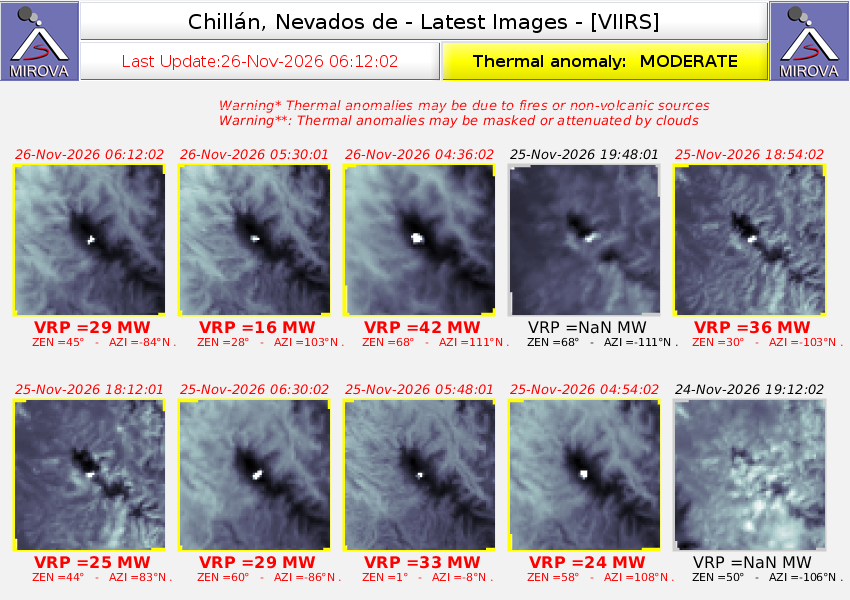 Chillán, Nevados de - Latest Images - [VIIRS]
MIROVA
Last Update:26-Nov-2026 06:12:02
Thermal anomaly: MODERATE
MIROVA
Warning* Thermal anomalies may be due to fires or non-volcanic sources
Warning**: Thermal anomalies may be masked or attenuated by clouds
26-Nov-2026 06:12:02
26-Nov-2026 05:30:01
26-Nov-2026 04:36:02
25-Nov-2026 19:48:01
25-Nov-2026 18:54:02
VRP =29 MW
VRP =16 MW
VRP =42 MW
VRP =NaN MW
VRP =36 MW
ZEN =45° - AZI =-84°N .
ZEN =28° - AZI =103°N .
ZEN =68° - AZI =111°N .
ZEN =68° - AZI =-111°N .
ZEN =30° - AZI =-103°N .
25-Nov-2026 18:12:01
25-Nov-2026 06:30:02
25-Nov-2026 05:48:01
25-Nov-2026 04:54:02
24-Nov-2026 19:12:02
VRP =25 MW
VRP =29 MW
VRP =33 MW
VRP =24 MW
VRP =NaN MW
ZEN =44° - AZI =83°N .
ZEN =60° - AZI =-86°N .
ZEN =1° - AZI =-8°N .
ZEN =58° - AZI =108°N .
ZEN =50° - AZI =-106°N .